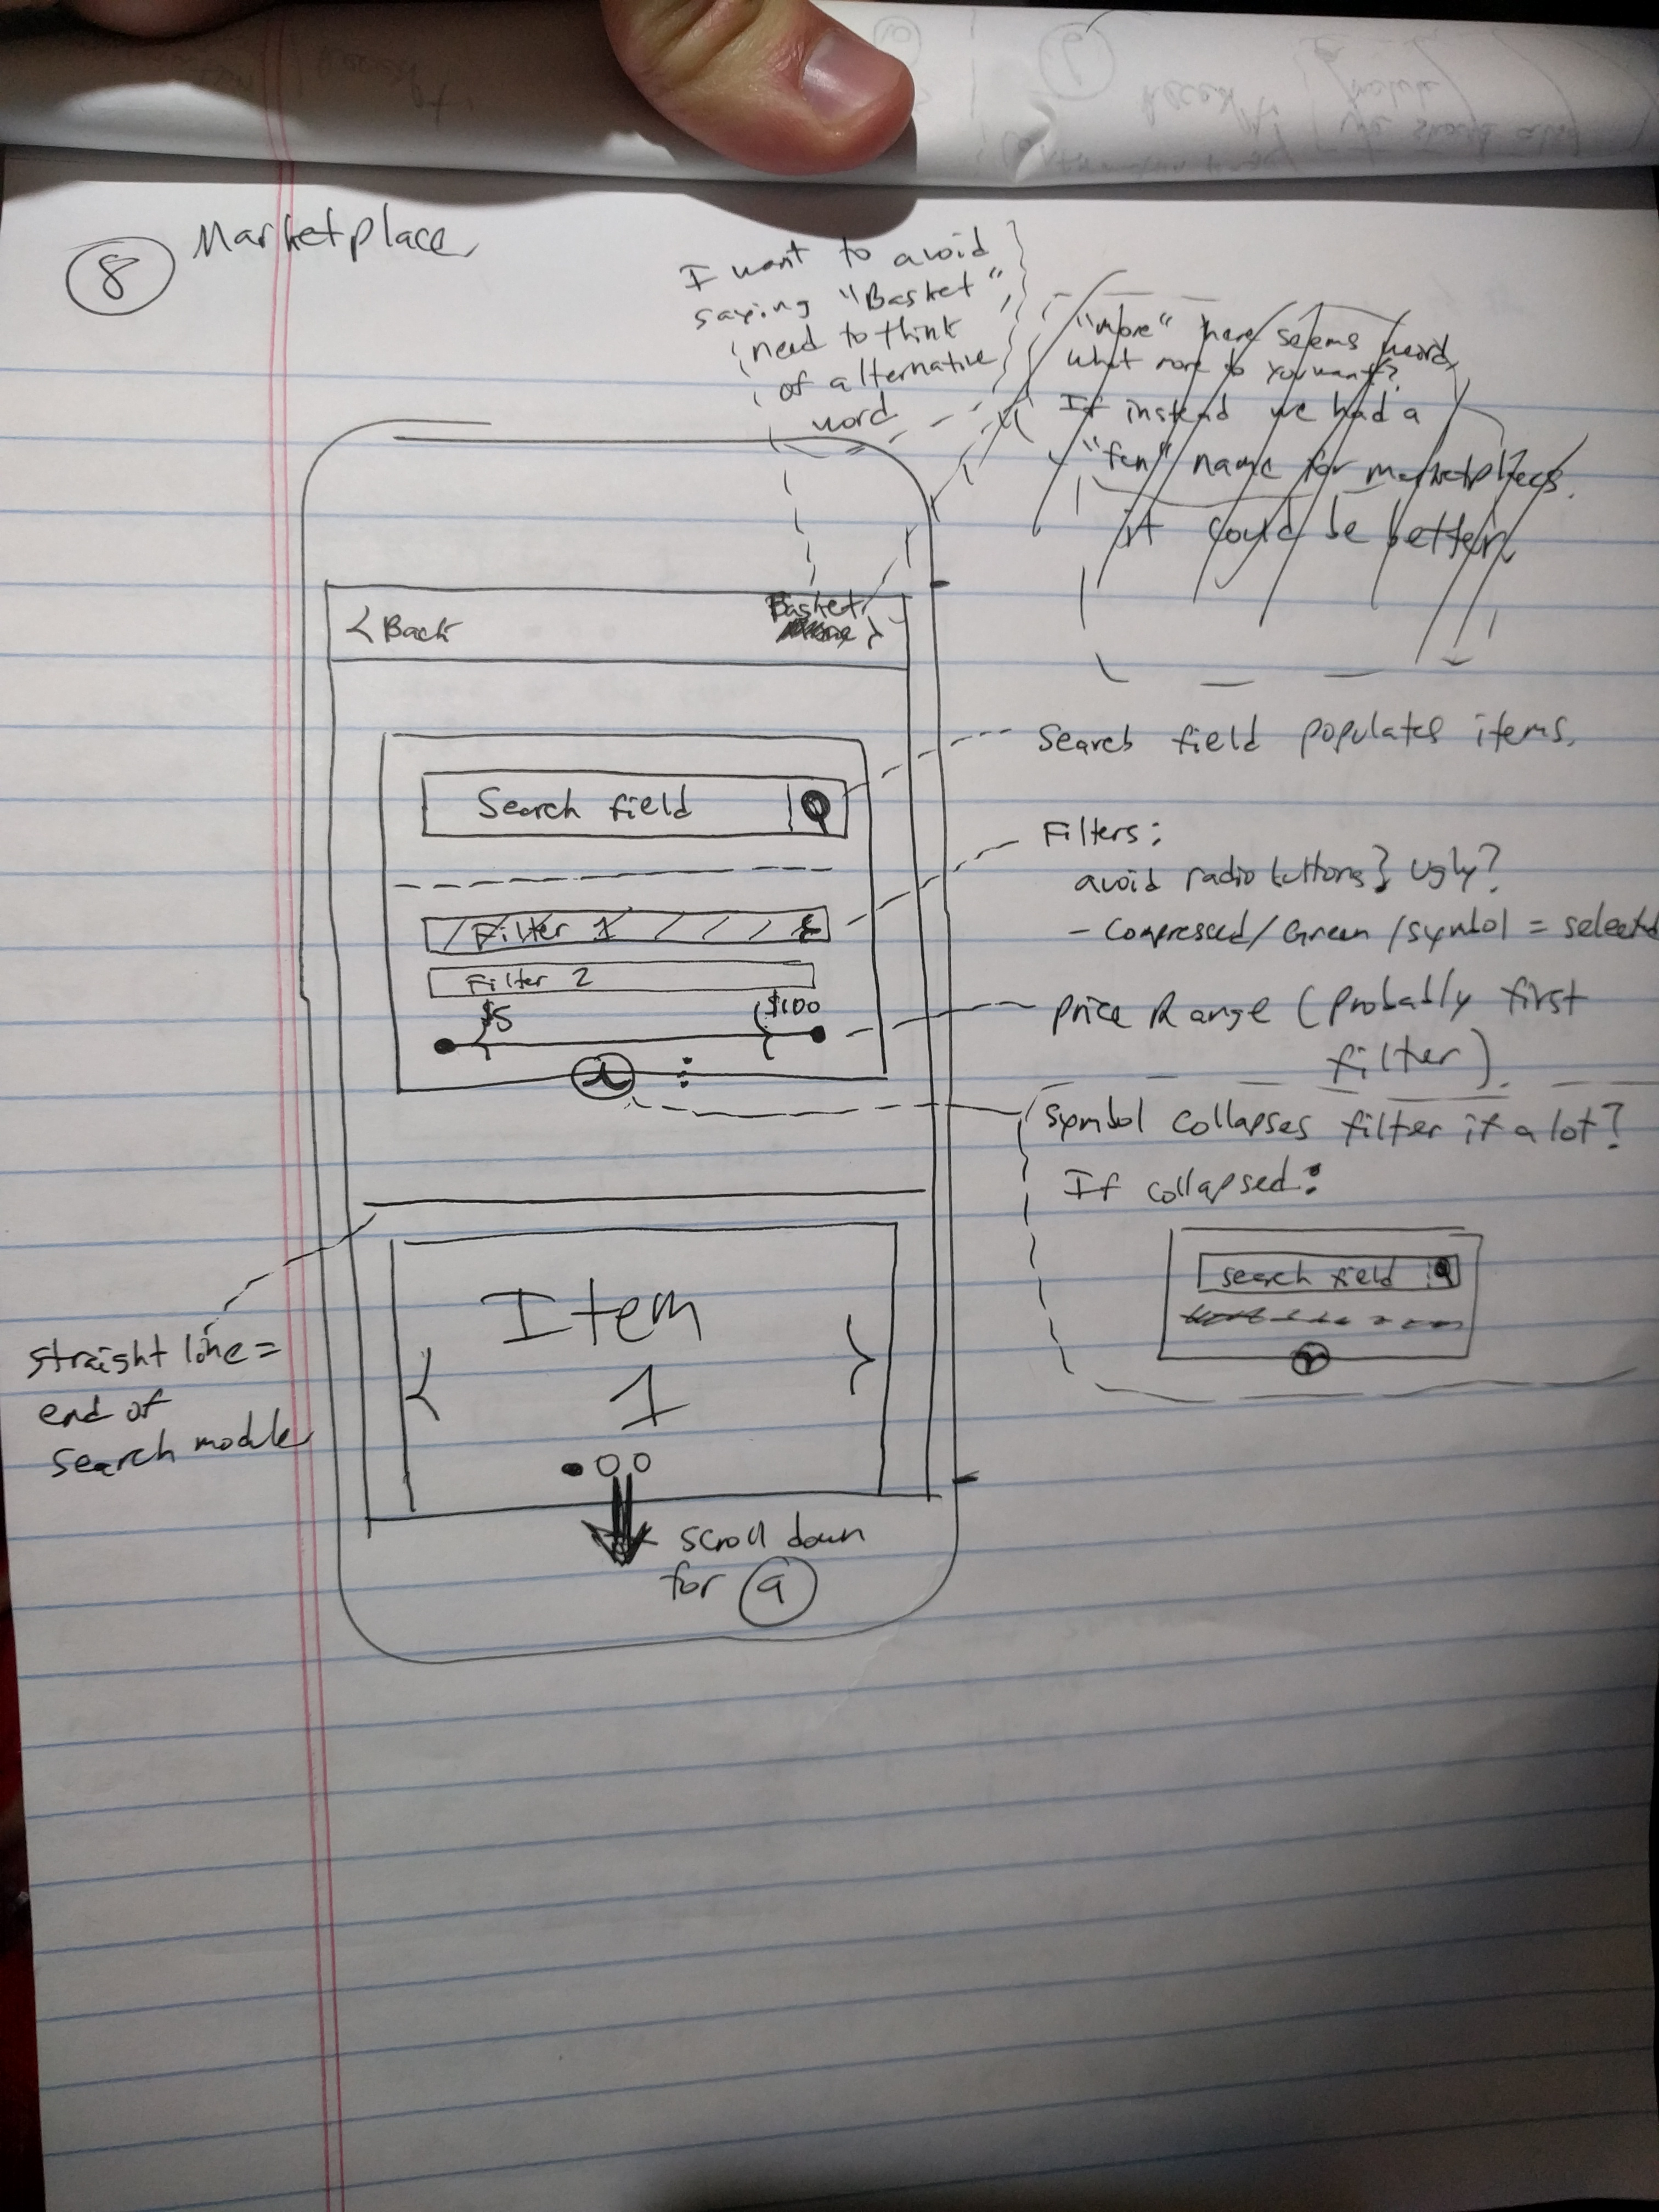 8
Marketplace
I want to avoid
saying "Basket",
need to think
of alternative
word
"more" here seems weird
what more do you want?
If instead we had a
"fun" name for marketplaces.
it could be better.
< Back
Basket
>
Search field populates items.
Search field
Filters:
avoid radio buttons } ugly?
- Compressed/Green/symbol = selected
Filter 1
Filter 2
$5
$100
price Range (probably first
filter).
symbol collapses filter if a lot?
If collapsed:
search field
straight line =
end of
search module
Item
1
<
>
scroll down
for 9